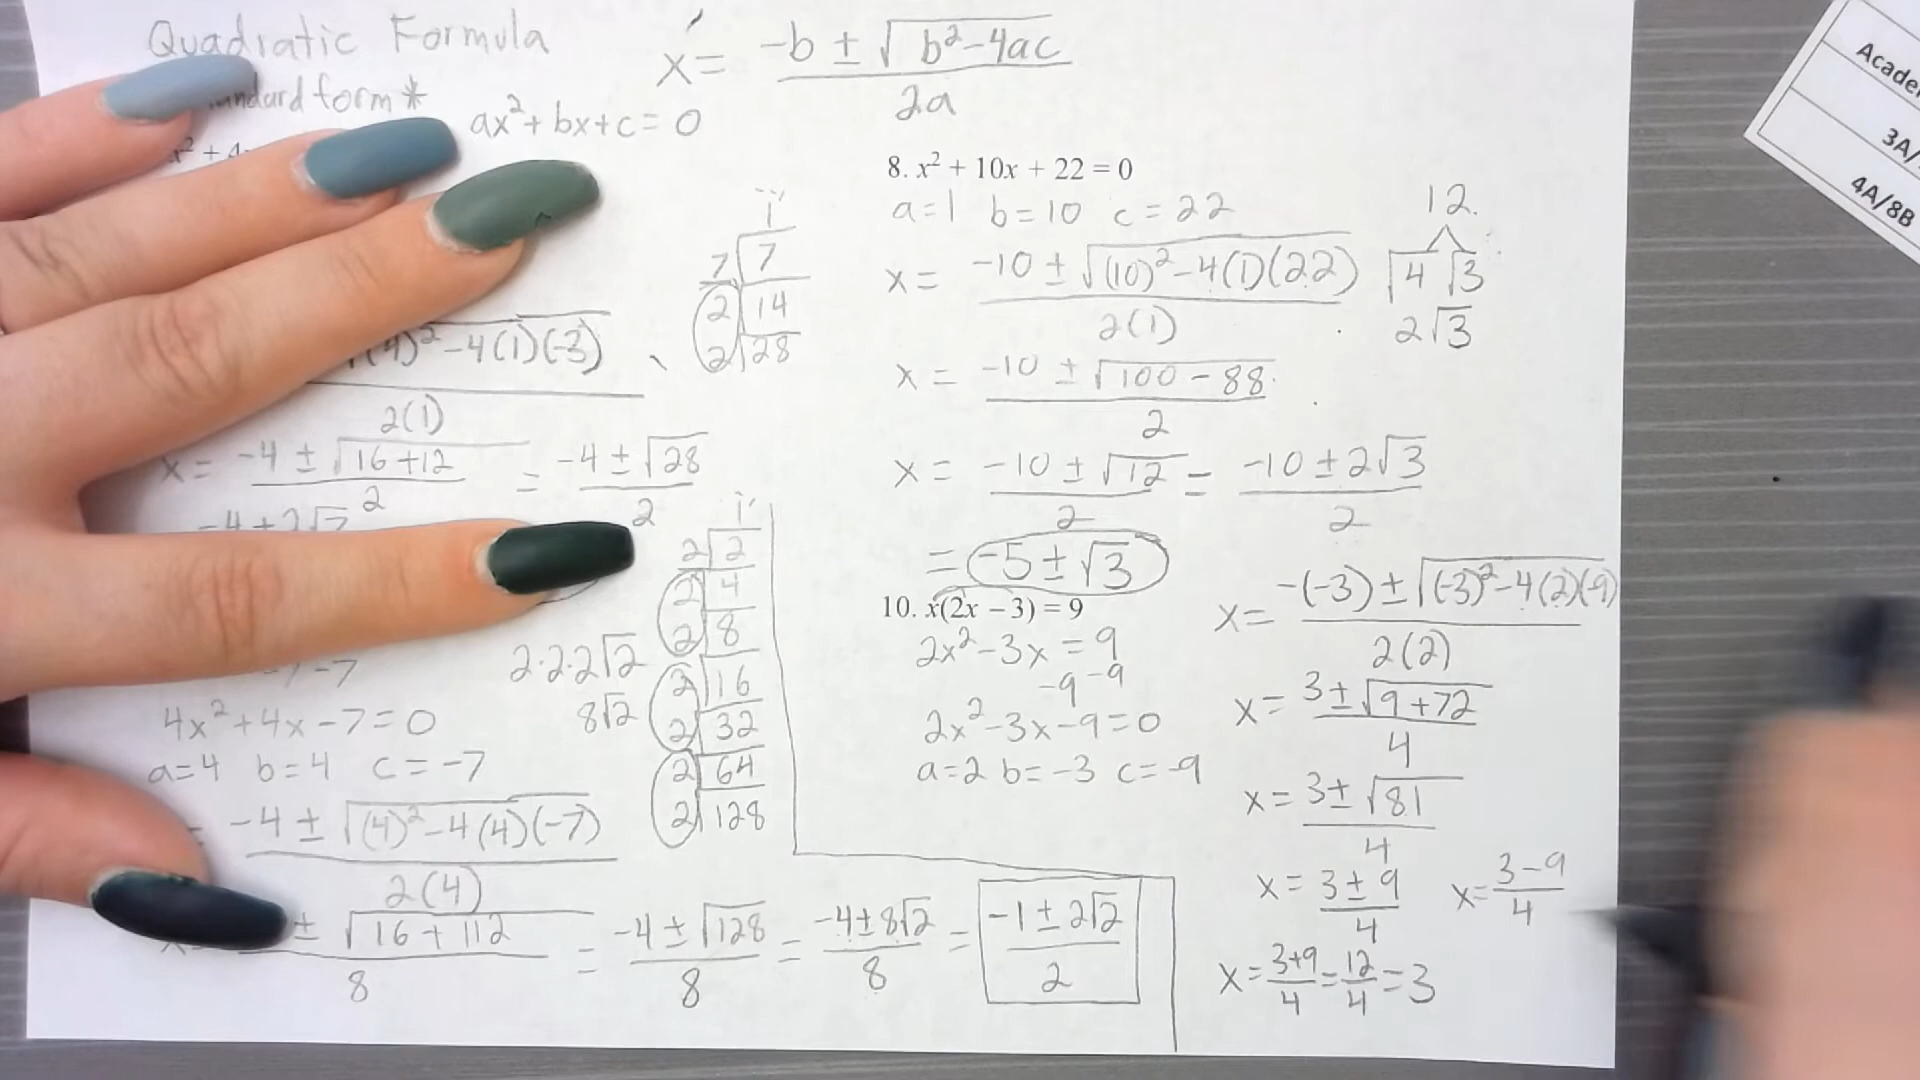 Quadratic Formula
x = -b ± √b²-4ac / 2a
form*
ax² + bx + c = 0
x² + 4
(4)² - 4(1)(-3)
2(1)
x = -4 ± √16+12 / 2 = -4 ± √28 / 2
-4 ± 2√7
1
7 | 7
2 | 14
2 | 28
1
2 | 2
2 | 4
2 | 8
2 | 16
2 | 32
2 | 64
2 | 128
2·2·2√2
8√2
-7 -7
4x² + 4x - 7 = 0
a=4 b=4 c=-7
= -4 ± √(4)² - 4(4)(-7) / 2(4)
± √16 + 112 / 8 = -4 ± √128 / 8 = -4 ± 8√2 / 8 = -1 ± 2√2 / 2
8. x² + 10x + 22 = 0
a=1 b=10 c=22
x = -10 ± √(10)² - 4(1)(22) / 2(1)
12
√4 √3
2√3
x = -10 ± √100 - 88 / 2
x = -10 ± √12 / 2 = -10 ± 2√3 / 2
= -5 ± √3
10. x(2x – 3) = 9
2x² - 3x = 9
-9 -9
2x² - 3x - 9 = 0
a=2 b=-3 c=-9
x = -(-3) ± √(-3)² - 4(2)(-9) / 2(2)
x = 3 ± √9+72 / 4
x = 3 ± √81 / 4
x = 3 ± 9 / 4
x = 3-9 / 4
x = 3+9 / 4 = 12 / 4 = 3
3A/
4A/8B